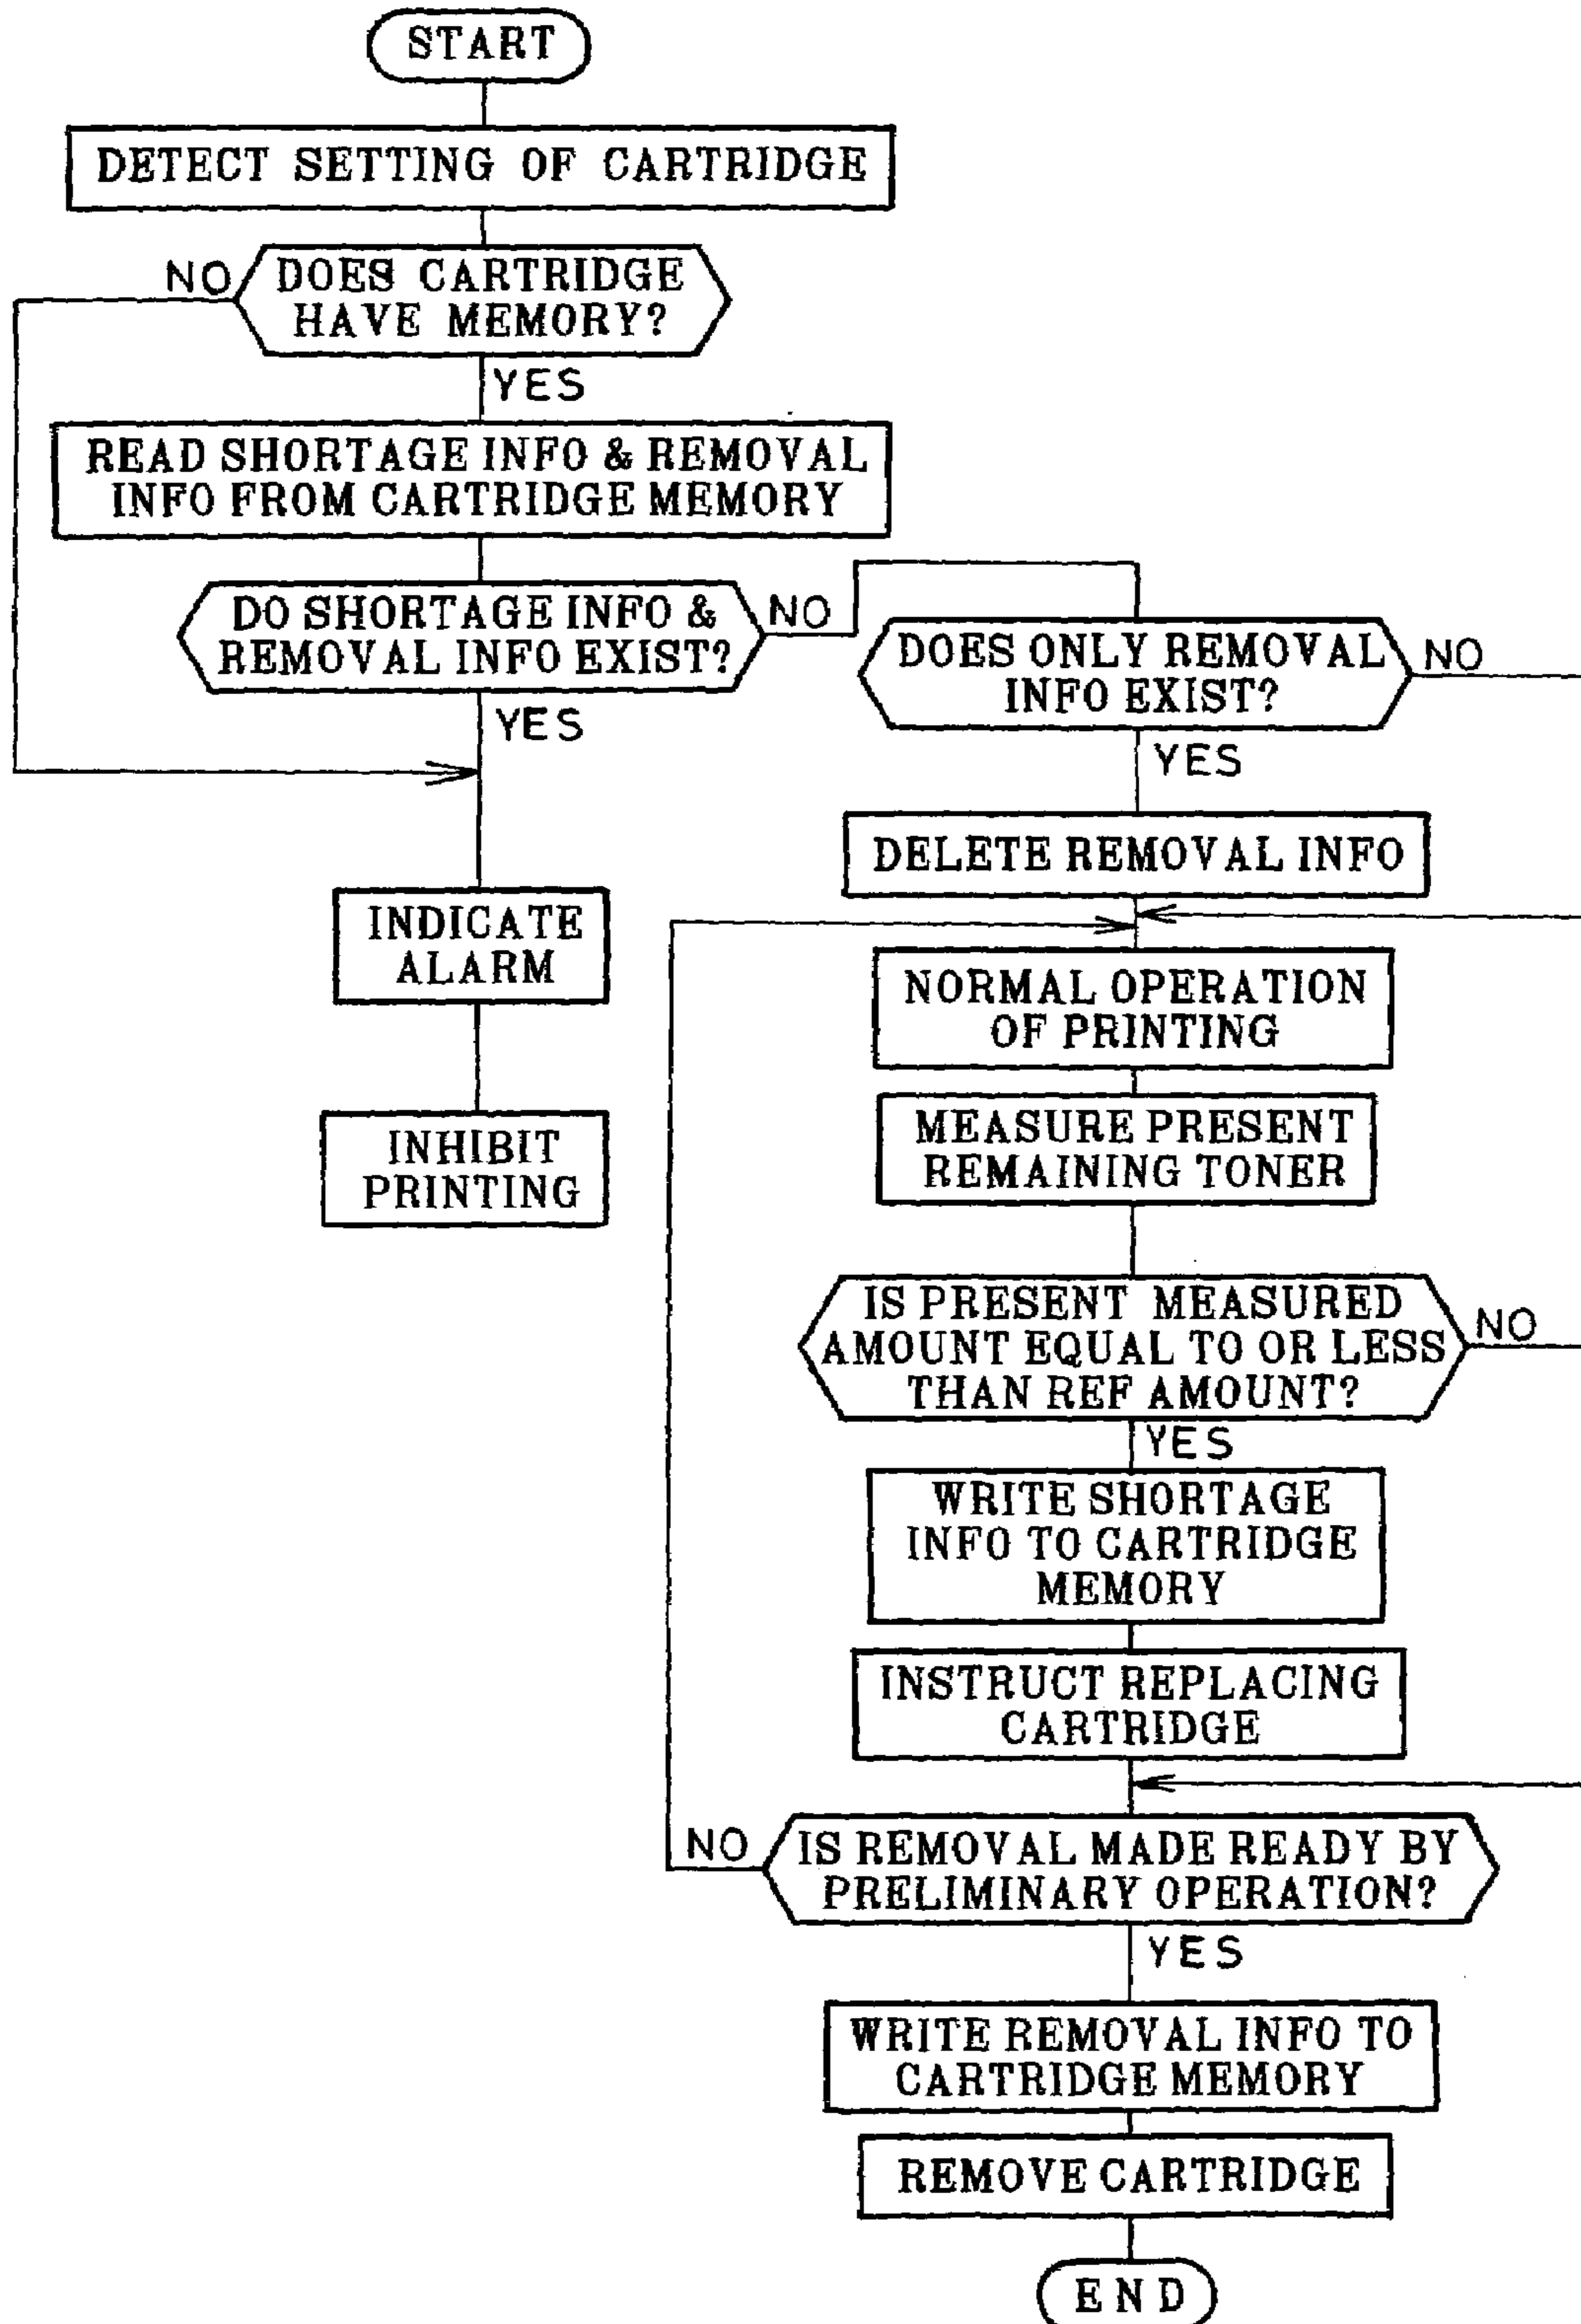 START
DETECT SETTING OF CARTRIDGE
NO
DOES CARTRIDGE
HAVE MEMORY?
YES
READ SHORTAGE INFO & REMOVAL
INFO FROM CARTRIDGE MEMORY
DO SHORTAGE INFO &
REMOVAL INFO EXIST?
NO
YES
INDICATE
ALARM
INHIBIT
PRINTING
DOES ONLY REMOVAL
INFO EXIST?
NO
YES
DELETE REMOVAL INFO
NORMAL OPERATION
OF PRINTING
MEASURE PRESENT
REMAINING TONER
IS PRESENT MEASURED
AMOUNT EQUAL TO OR LESS
THAN REF AMOUNT?
NO
YES
WRITE SHORTAGE
INFO TO CARTRIDGE
MEMORY
INSTRUCT REPLACING
CARTRIDGE
NO
IS REMOVAL MADE READY BY
PRELIMINARY OPERATION?
YES
WRITE REMOVAL INFO TO
CARTRIDGE MEMORY
REMOVE CARTRIDGE
END